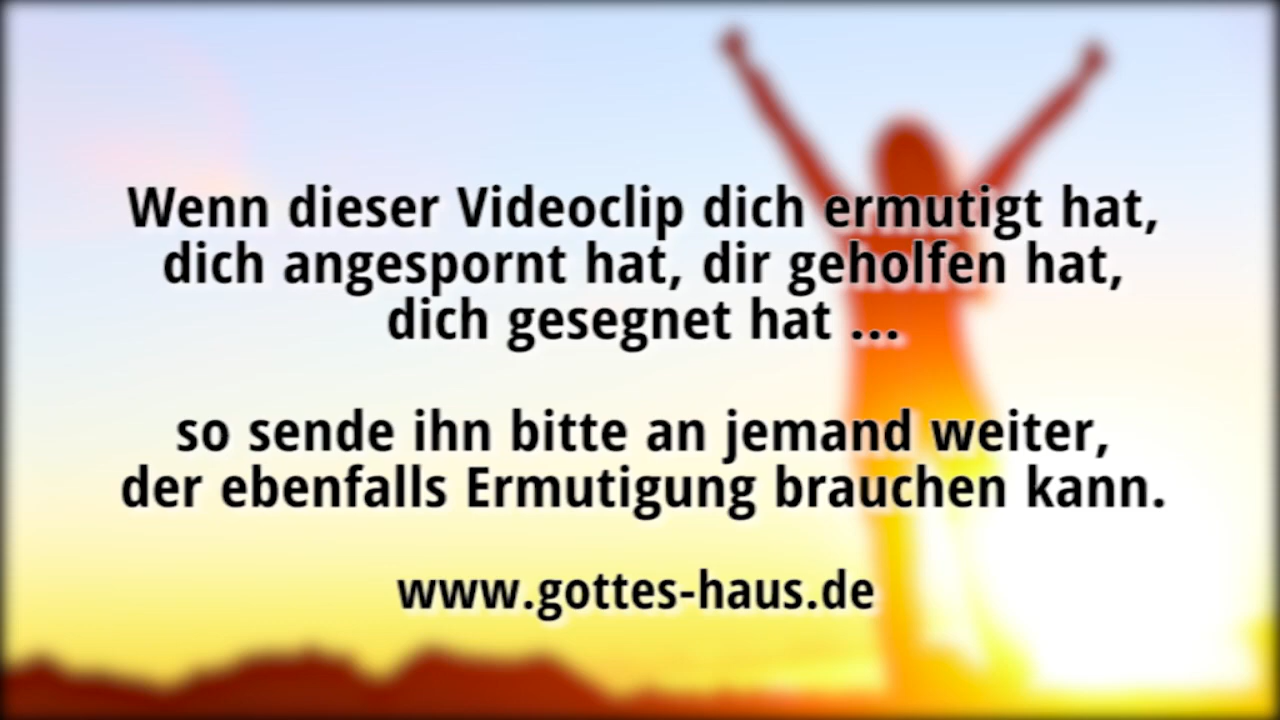 Wenn dieser Videoclip dich ermutigt hat,
dich angespornt hat, dir geholfen hat,
dich gesegnet hat ...
so sende ihn bitte an jemand weiter,
der ebenfalls Ermutigung brauchen kann.
www.gottes-haus.de